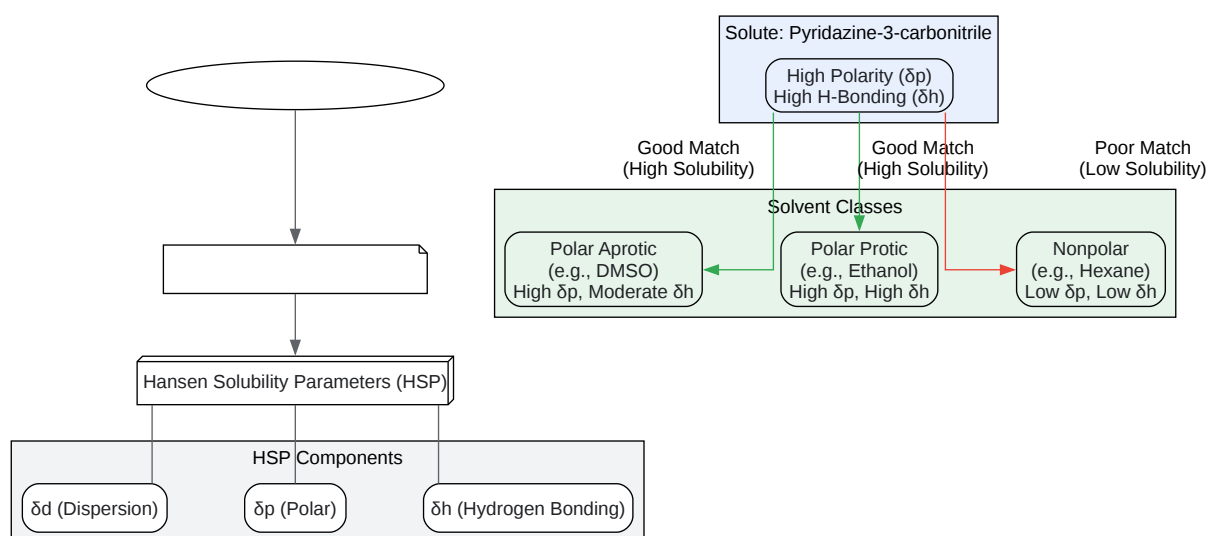 Solute: Pyridazine-3-carbonitrile
High Polarity (δp)
High H-Bonding (δh)
Good Match
(High Solubility)
Good Match
(High Solubility)
Poor Match
(Low Solubility)
Solvent Classes
Polar Aprotic
(e.g., DMSO)
High δp, Moderate δh
Polar Protic
(e.g., Ethanol)
High δp, High δh
Nonpolar
(e.g., Hexane)
Low δp, Low δh
Hansen Solubility Parameters (HSP)
HSP Components
δd (Dispersion)
δp (Polar)
δh (Hydrogen Bonding)